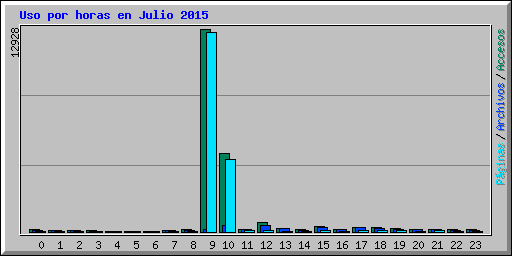 Uso por horas en Julio 2015
12928
Páginas / Archivos / Accesos
0 1 2 3 4 5 6 7 8 9 10 11 12 13 14 15 16 17 18 19 20 21 22 23